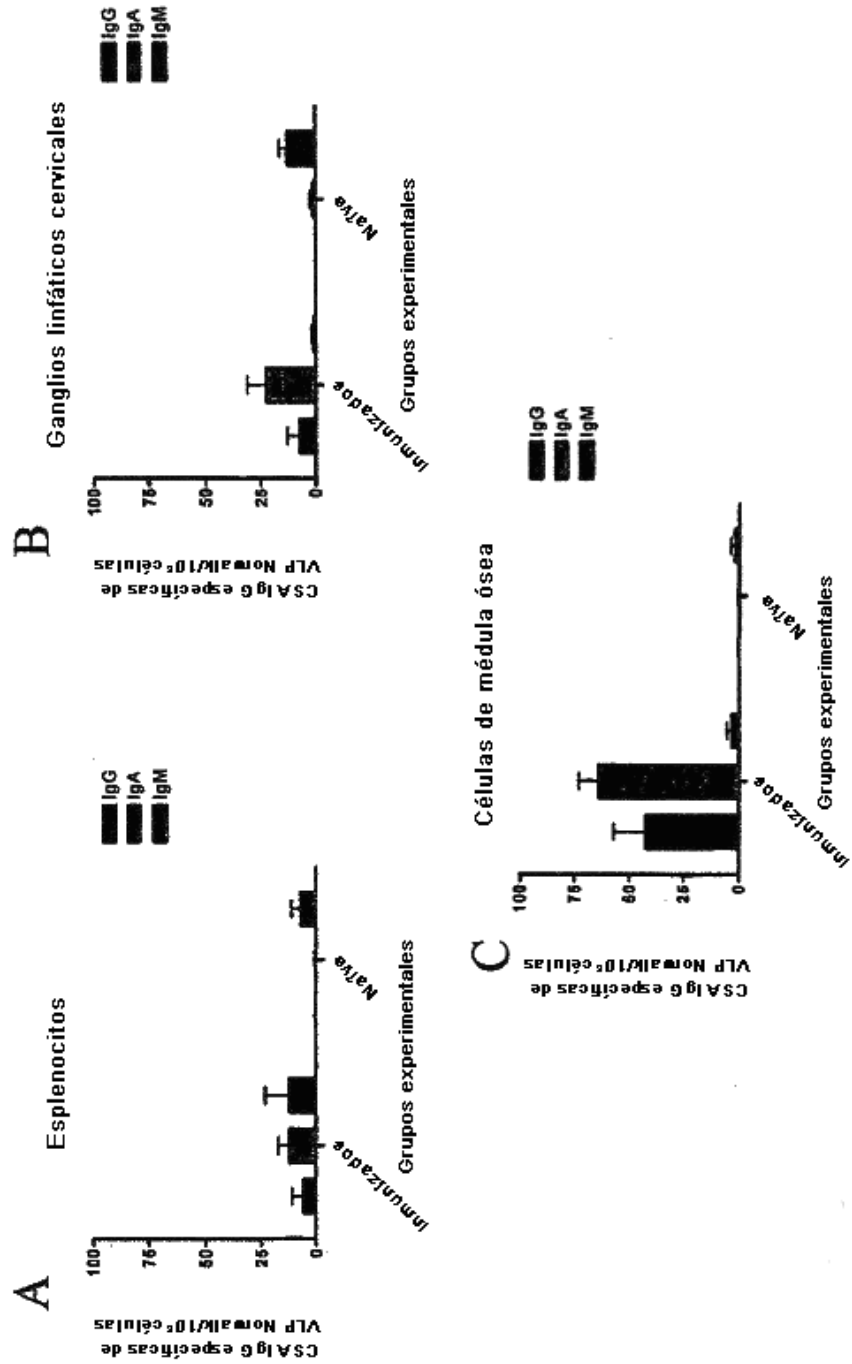 A
Esplenocitos
IgG
IgA
IgM
CSA IgG específicas de
VLP Norwalk/10⁵ células
100
75
50
25
0
Inmunizados
Naïve
Grupos experimentales
B
Ganglios linfáticos cervicales
IgG
IgA
IgM
CSA IgG específicas de
VLP Norwalk/10⁵ células
100
75
50
25
0
Inmunizados
Naïve
Grupos experimentales
C
Células de médula ósea
IgG
IgA
IgM
CSA IgG específicas de
VLP Norwalk/10⁵ células
100
75
50
25
0
Inmunizados
Naïve
Grupos experimentales